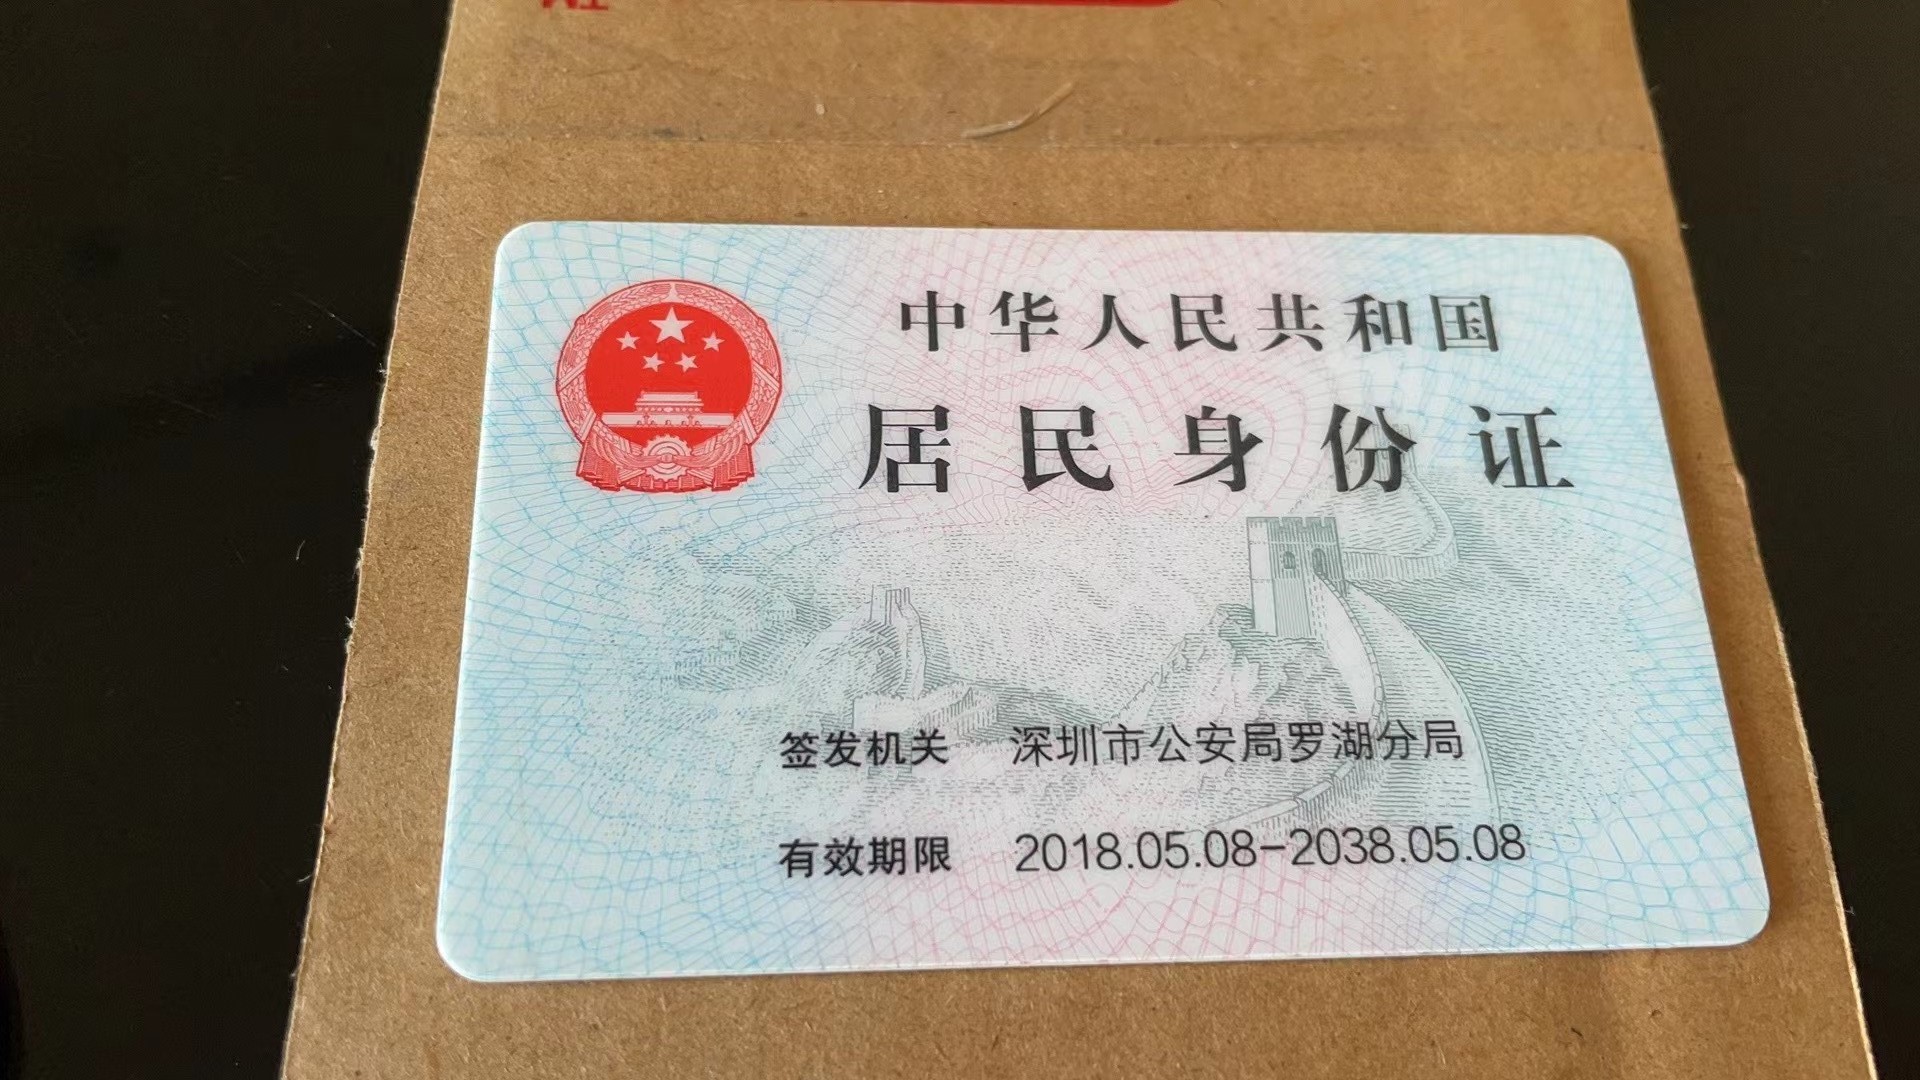 TM
中华人民共和国
居民身份证
签发机关 深圳市公安局罗湖分局
有效期限 2018.05.08-2038.05.08